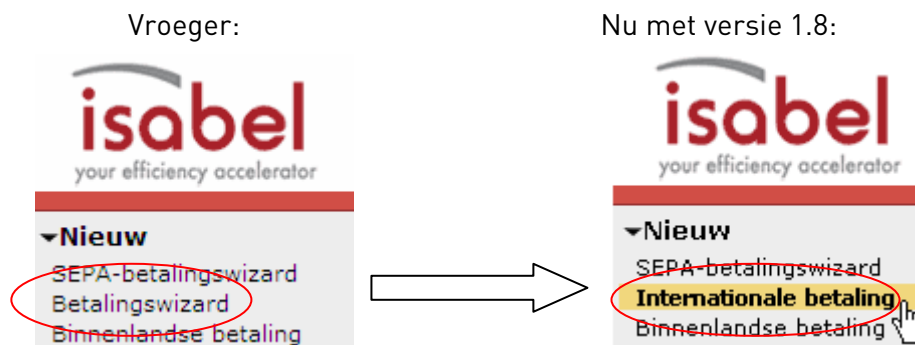 Vroeger:
isabel
your efficiency accelerator
Nieuw
SEPA-betalingswizard
Betalingswizard
Binnenlandse betaling
Nu met versie 1.8:
isabel
your efficiency accelerator
Nieuw
SEPA-betalingswizard
Internationale betaling
Binnenlandse betaling